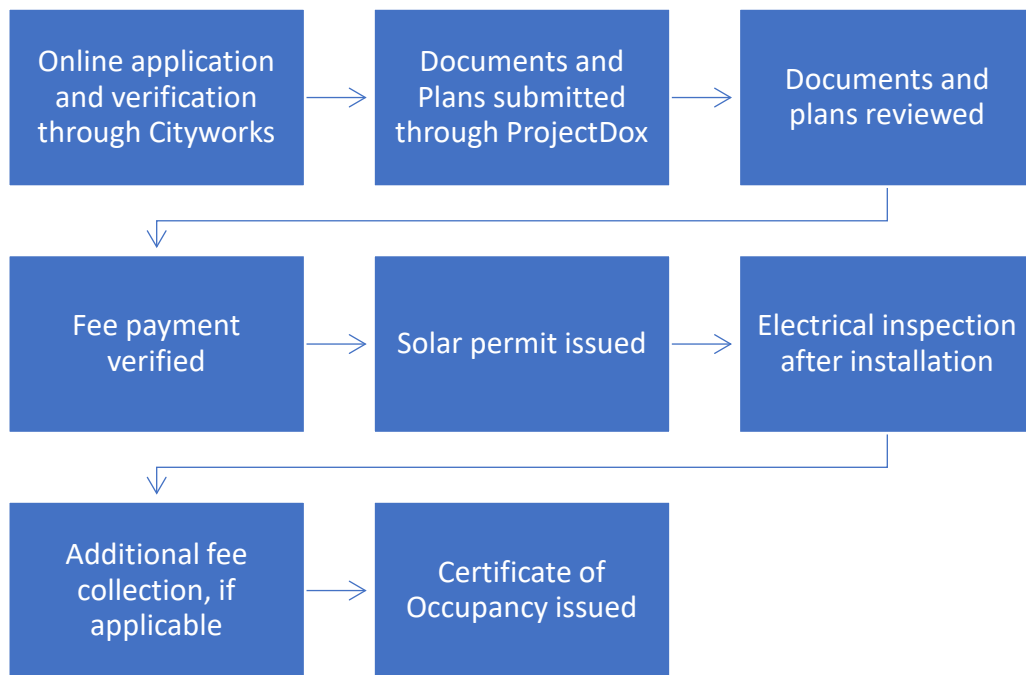 Online application
and verification
through Cityworks
Documents and
Plans submitted
through ProjectDox
Documents and
plans reviewed
Fee payment
verified
Solar permit issued
Electrical inspection
after installation
Additional fee
collection, if
applicable
Certificate of
Occupancy issued